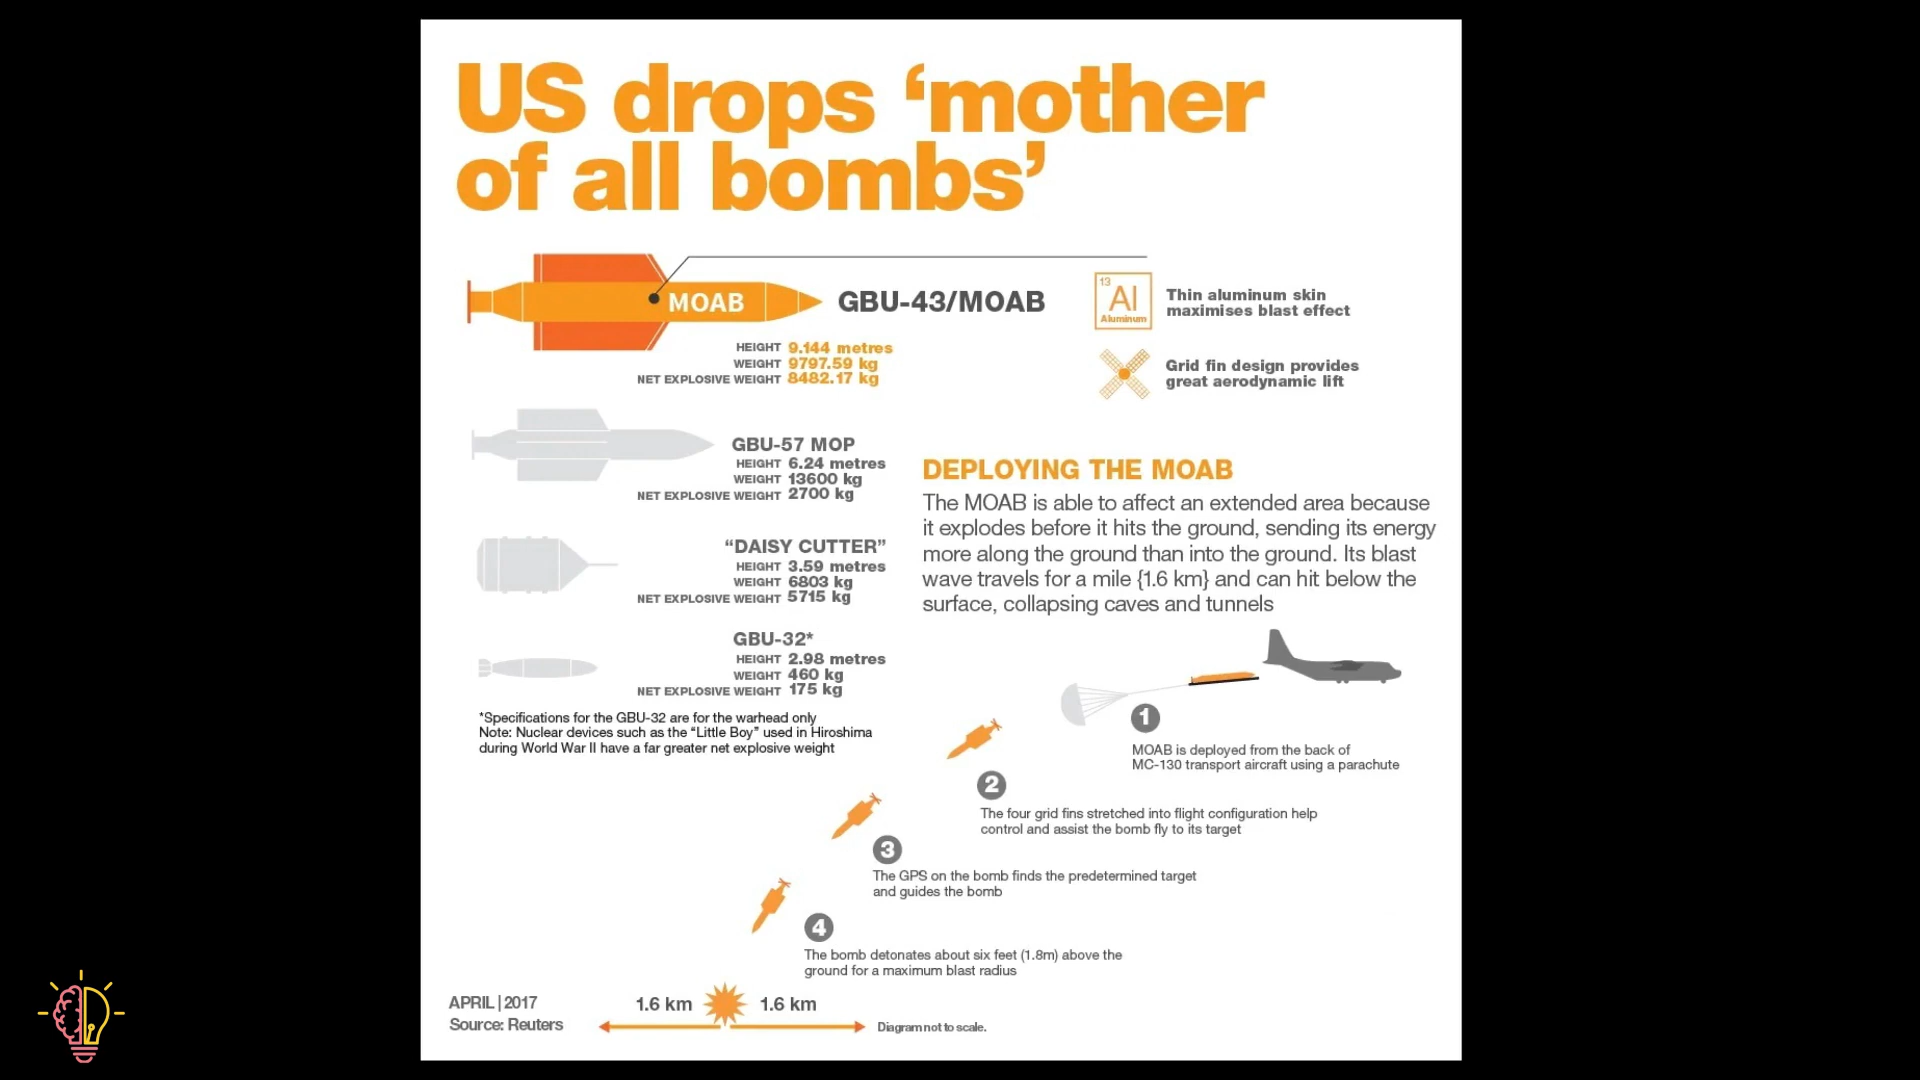 US drops ‘mother
of all bombs’
MOAB
GBU-43/MOAB
HEIGHT 9.144 metres
WEIGHT 9797.59 kg
NET EXPLOSIVE WEIGHT 8482.17 kg
13
Al
Aluminum
Thin aluminum skin
maximises blast effect
Grid fin design provides
great aerodynamic lift
GBU-57 MOP
HEIGHT 6.24 metres
WEIGHT 13600 kg
NET EXPLOSIVE WEIGHT 2700 kg
“DAISY CUTTER”
HEIGHT 3.59 metres
WEIGHT 6803 kg
NET EXPLOSIVE WEIGHT 5715 kg
GBU-32*
HEIGHT 2.98 metres
WEIGHT 460 kg
NET EXPLOSIVE WEIGHT 175 kg
*Specifications for the GBU-32 are for the warhead only
Note: Nuclear devices such as the “Little Boy” used in Hiroshima
during World War II have a far greater net explosive weight
DEPLOYING THE MOAB
The MOAB is able to affect an extended area because
it explodes before it hits the ground, sending its energy
more along the ground than into the ground. Its blast
wave travels for a mile {1.6 km} and can hit below the
surface, collapsing caves and tunnels
1
MOAB is deployed from the back of
MC-130 transport aircraft using a parachute
2
The four grid fins stretched into flight configuration help
control and assist the bomb fly to its target
3
The GPS on the bomb finds the predetermined target
and guides the bomb
4
The bomb detonates about six feet (1.8m) above the
ground for a maximum blast radius
APRIL | 2017
Source: Reuters
1.6 km
1.6 km
Diagram not to scale.